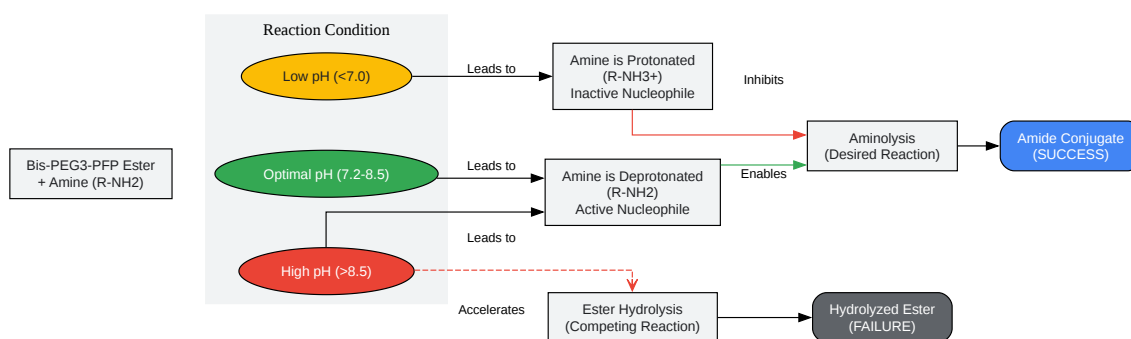 Reaction Condition
Low pH (<7.0)
Leads to
Amine is Protonated
(R-NH3+)
Inactive Nucleophile
Inhibits
Bis-PEG3-PFP Ester
+ Amine (R-NH2)
Optimal pH (7.2-8.5)
Leads to
Amine is Deprotonated
(R-NH2)
Active Nucleophile
Enables
Aminolysis
(Desired Reaction)
Amide Conjugate
(SUCCESS)
High pH (>8.5)
Leads to
Accelerates
Ester Hydrolysis
(Competing Reaction)
Hydrolyzed Ester
(FAILURE)